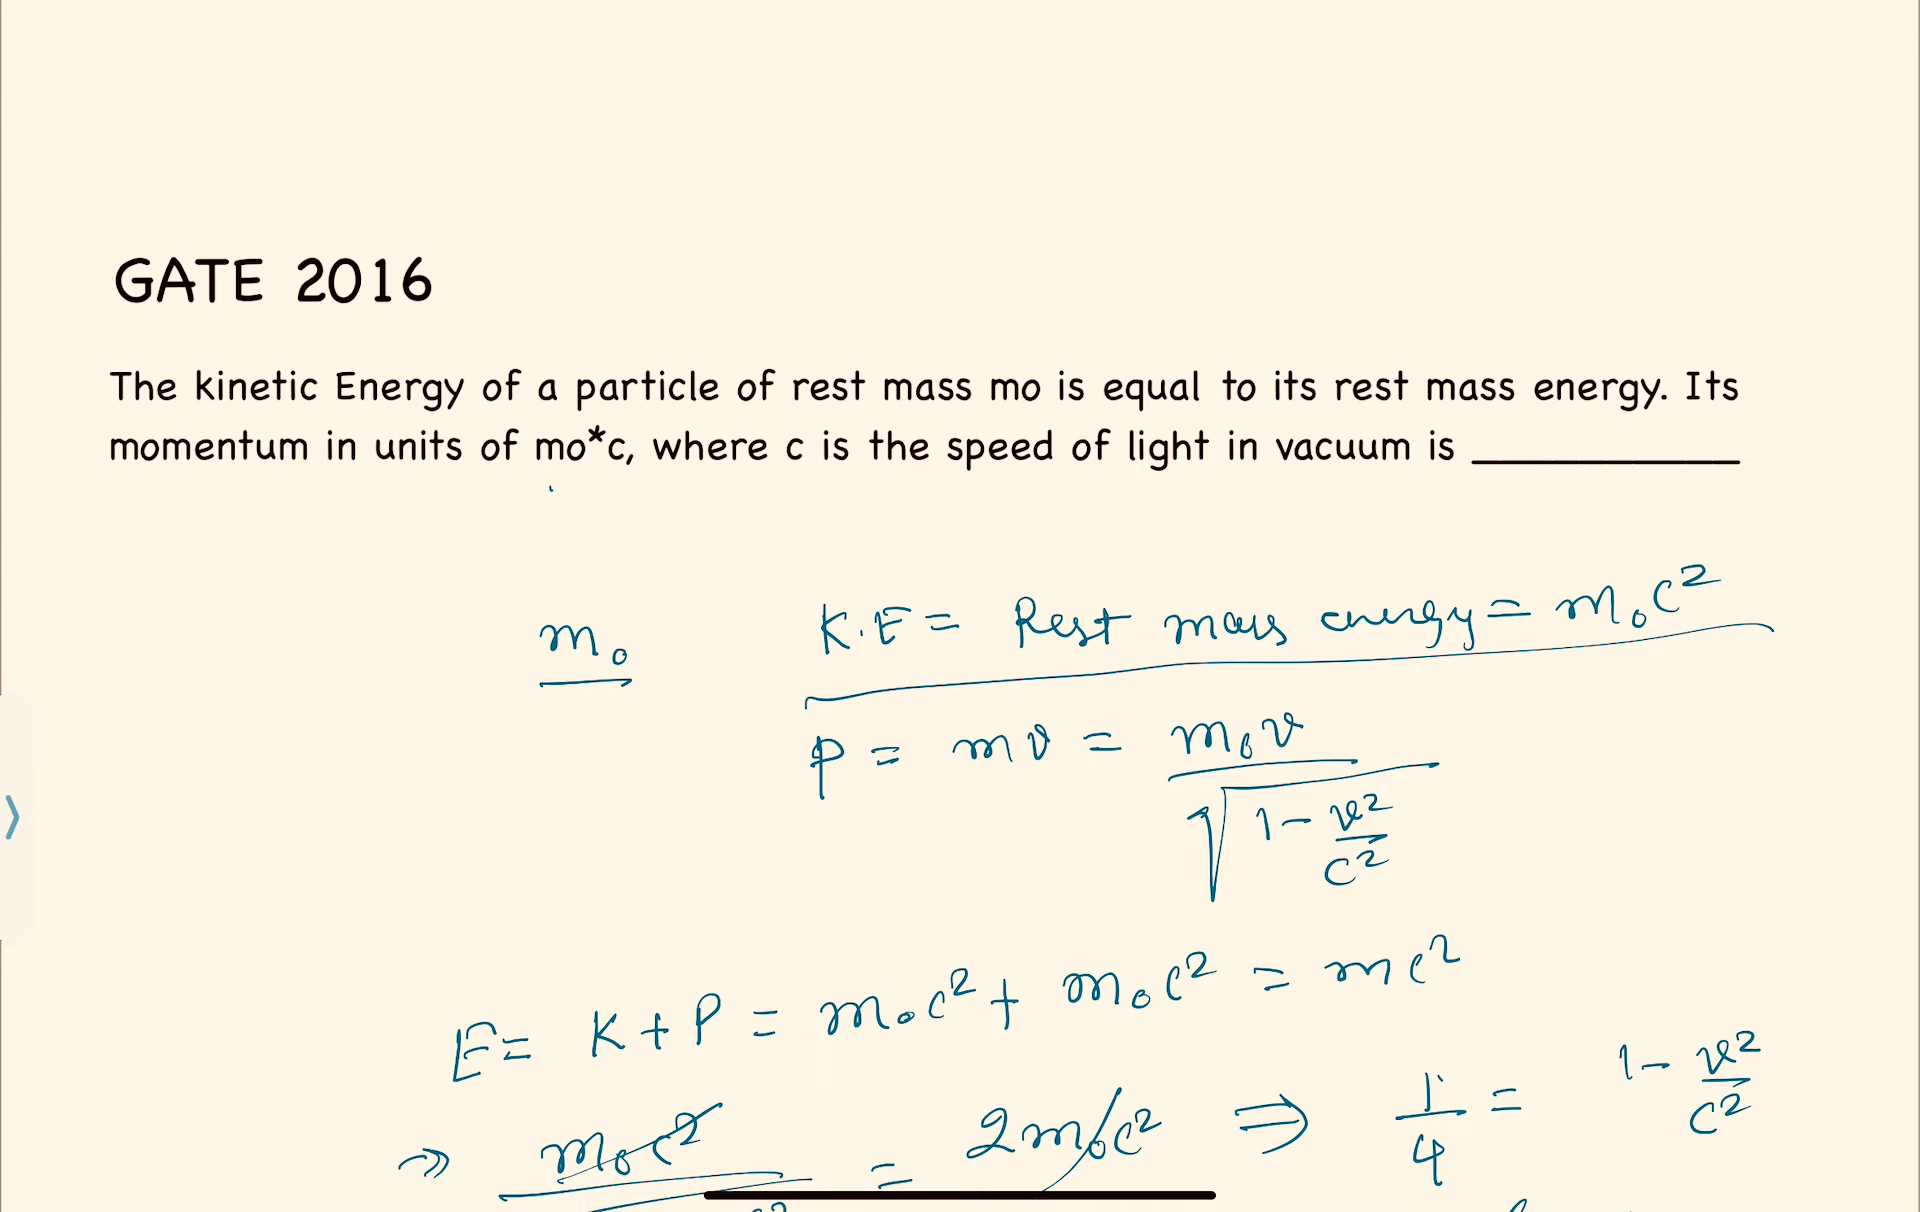 GATE 2016
The kinetic Energy of a particle of rest mass mo is equal to its rest mass energy. Its
momentum in units of mo*c, where c is the speed of light in vacuum is __________
m₀ K.E = Rest mass energy = m₀c²
p = mv = m₀v / √(1 - v²/c²)
E = K + P = m₀c² + m₀c² = mc²
⇒ m₀c² = 2m₀c² ⇒ 1/4 = 1 - v²/c²